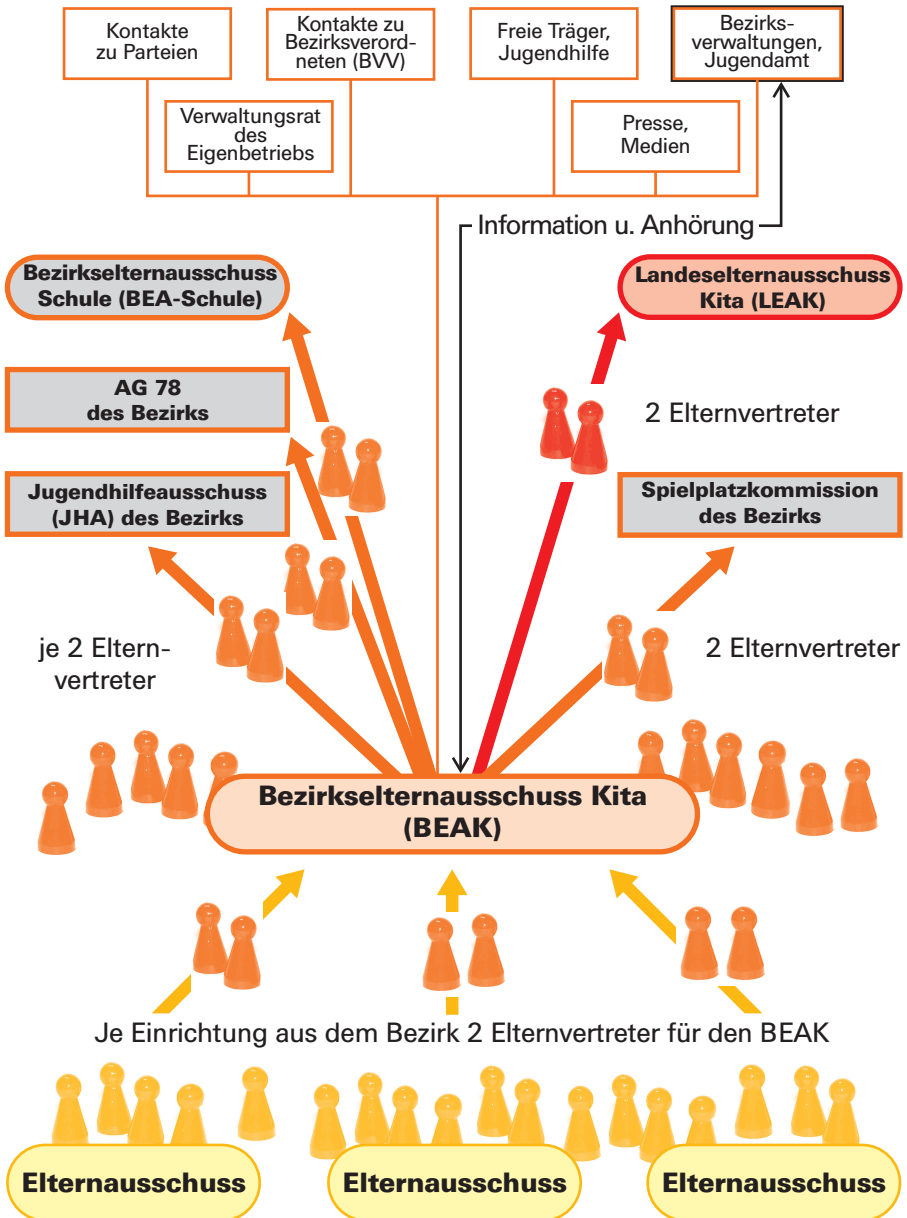 Kontakte
zu Parteien
Kontakte zu
Bezirksverord-
neten (BVV)
Freie Träger,
Jugendhilfe
Bezirks-
verwaltungen,
Jugendamt
Verwaltungsrat
des
Eigenbetriebs
Presse,
Medien
Information u. Anhörung
Bezirkselternausschuss
Schule (BEA-Schule)
Landeselternausschuss
Kita (LEAK)
AG 78
des Bezirks
2 Elternvertreter
Jugendhilfeausschuss
(JHA) des Bezirks
Spielplatzkommission
des Bezirks
je 2 Eltern-
vertreter
2 Elternvertreter
Bezirkselternausschuss Kita
(BEAK)
Je Einrichtung aus dem Bezirk 2 Elternvertreter für den BEAK
Elternausschuss
Elternausschuss
Elternausschuss